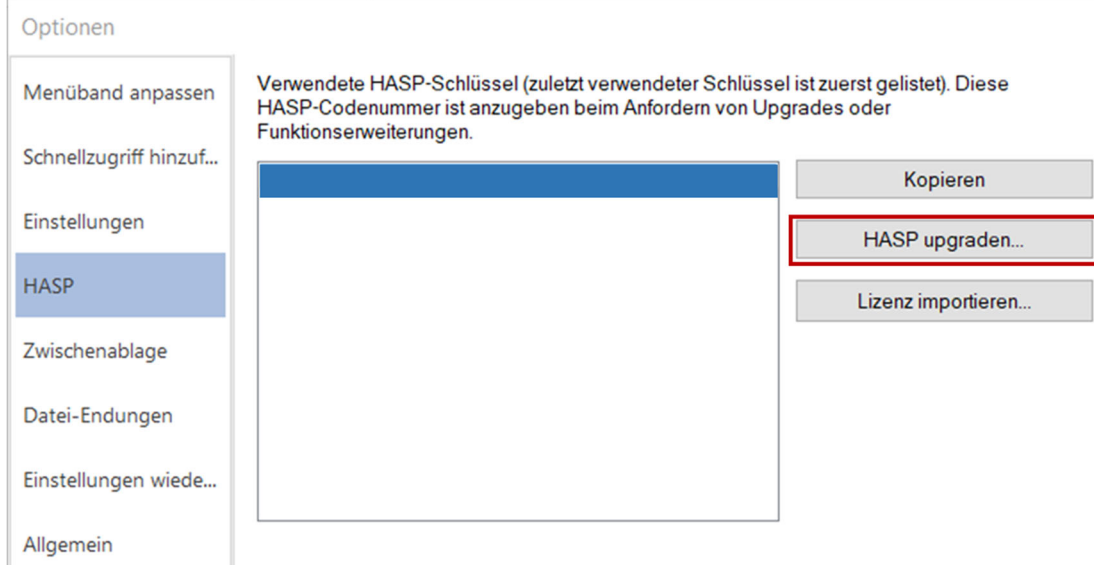 Optionen
Menüband anpassen
Schnellzugriff hinzuf...
Einstellungen
HASP
Zwischenablage
Datei-Endungen
Einstellungen wiede...
Allgemein
Verwendete HASP-Schlüssel (zuletzt verwendeter Schlüssel ist zuerst gelistet). Diese
HASP-Codenummer ist anzugeben beim Anfordern von Upgrades oder
Funktionserweiterungen.
Kopieren
HASP upgraden...
Lizenz importieren...